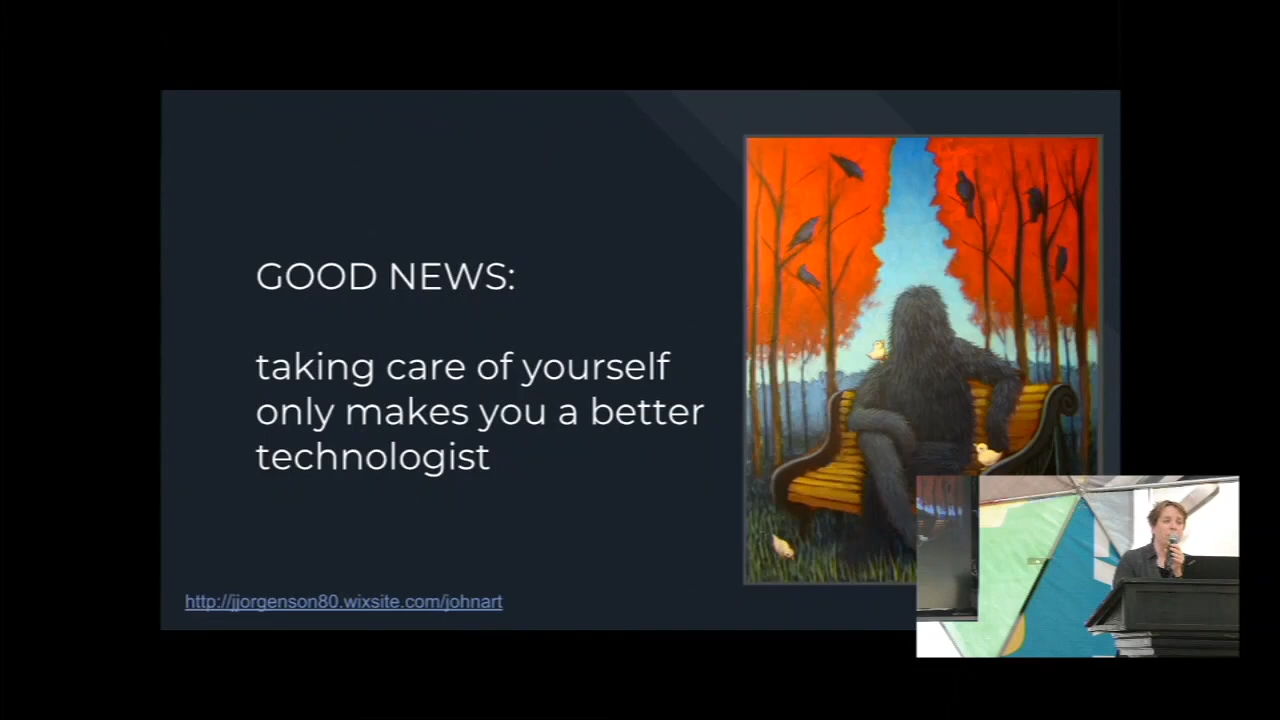 GOOD NEWS:
taking care of yourself
only makes you a better
technologist
http://jjorgenson80.wixsite.com/johnart